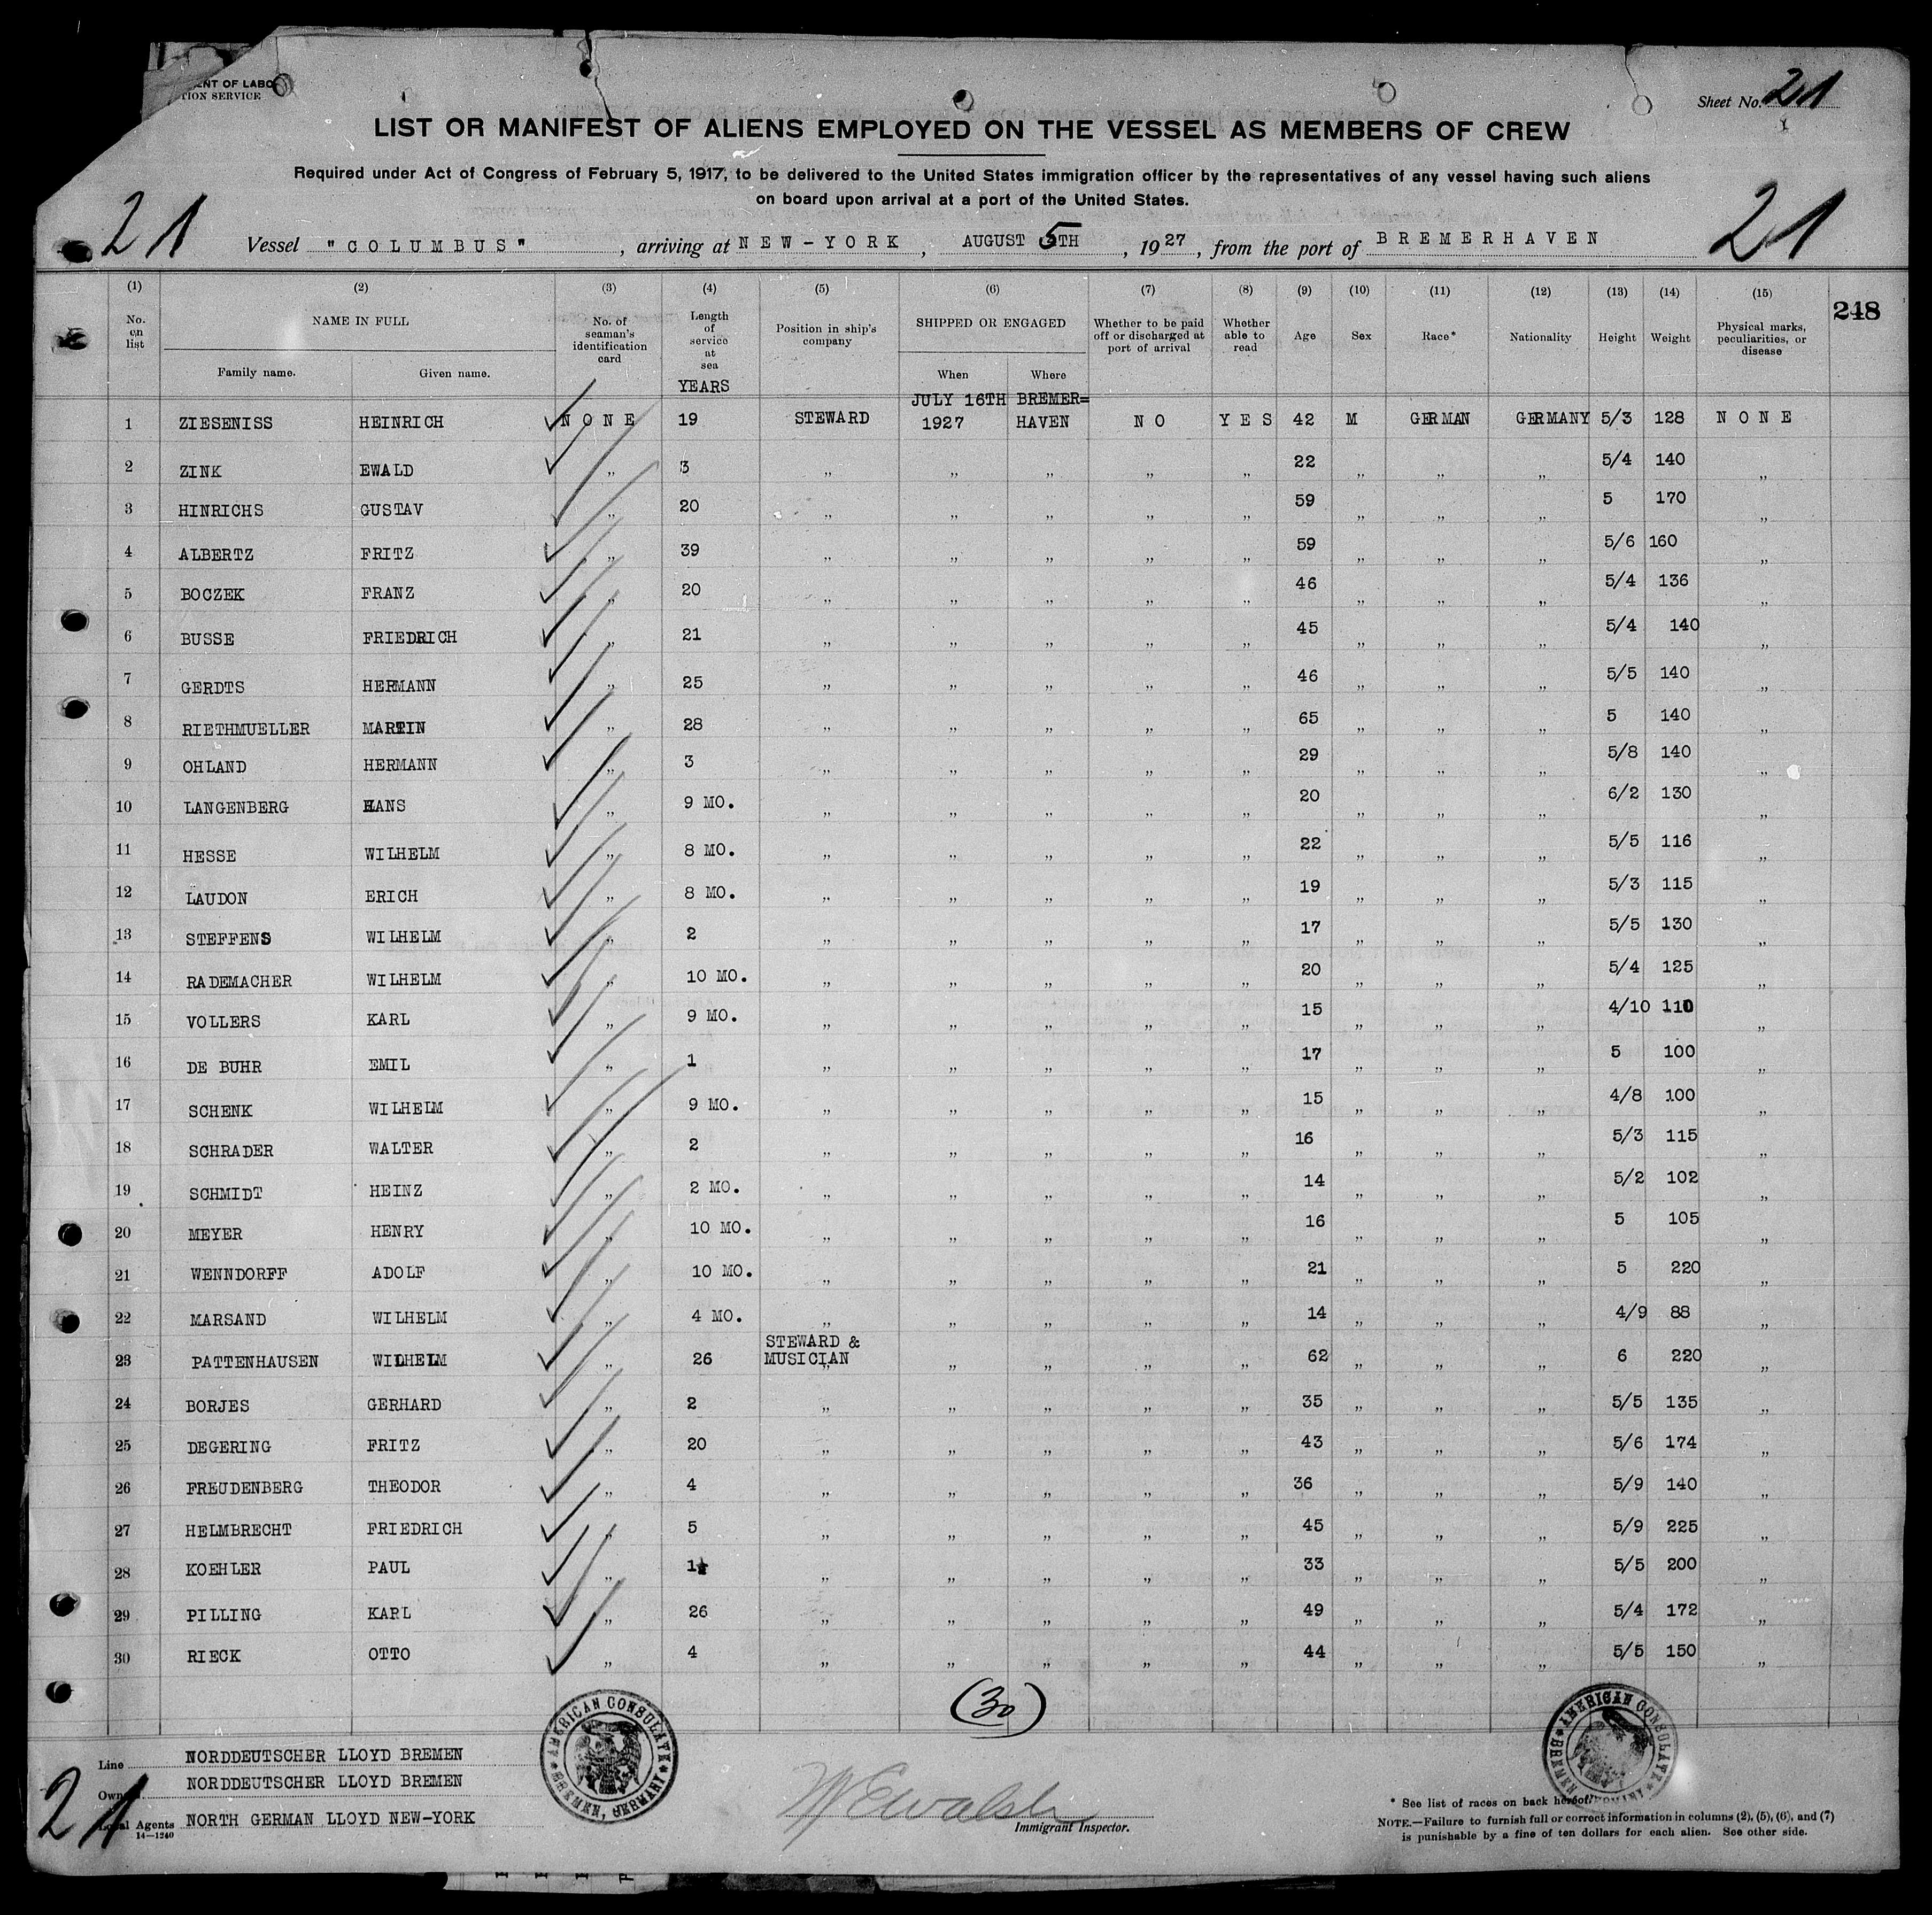 ENT OF LABO
TION SERVICE
Sheet No. 21
LIST OR MANIFEST OF ALIENS EMPLOYED ON THE VESSEL AS MEMBERS OF CREW
Required under Act of Congress of February 5, 1917, to be delivered to the United States immigration officer by the representatives of any vessel having such aliens
on board upon arrival at a port of the United States.
21 21
Vessel "COLUMBUS", arriving at NEW-YORK, AUGUST 5TH, 1927, from the port of BREMERHAVEN
(1) (2) (3) (4) (5) (6) (7) (8) (9) (10) (11) (12) (13) (14) (15) 248
No. on list NAME IN FULL No. of seaman's identification card Length of service at sea Position in ship's company SHIPPED OR ENGAGED Whether to be paid off or discharged at port of arrival Whether able to read Age Sex Race* Nationality Height Weight Physical marks, peculiarities, or disease
Family name. Given name. When Where
YEARS
JULY 16TH BREMER=
1 ZIESENISS HEINRICH NONE 19 STEWARD 1927 HAVEN NO YES 42 M GERMAN GERMANY 5/3 128 NONE
2 ZINK EWALD „ 3 „ „ „ „ „ 22 „ „ „ 5/4 140 „
3 HINRICHS GUSTAV „ 20 „ „ „ „ „ 59 „ „ „ 5 170 „
4 ALBERTZ FRITZ „ 39 „ „ „ „ „ 59 „ „ „ 5/6 160 „
5 BOCZEK FRANZ „ 20 „ „ „ „ „ 46 „ „ „ 5/4 136 „
6 BUSSE FRIEDRICH „ 21 „ „ „ „ „ 45 „ „ „ 5/4 140 „
7 GERDTS HERMANN „ 25 „ „ „ „ „ 46 „ „ „ 5/5 140 „
8 RIETHMUELLER MARTIN „ 28 „ „ „ „ „ 65 „ „ „ 5 140 „
9 OHLAND HERMANN „ 3 „ „ „ „ „ 29 „ „ „ 5/8 140 „
10 LANGENBERG HANS „ 9 MO. „ „ „ „ „ 20 „ „ „ 6/2 130 „
11 HESSE WILHELM „ 8 MO. „ „ „ „ „ 22 „ „ „ 5/5 116 „
12 LAUDON ERICH „ 8 MO. „ „ „ „ „ 19 „ „ „ 5/3 115 „
13 STEFFENS WILHELM „ 2 „ „ „ „ „ 17 „ „ „ 5/5 130 „
14 RADEMACHER WILHELM „ 10 MO. „ „ „ „ „ 20 „ „ „ 5/4 125 „
15 VOLLERS KARL „ 9 MO. „ „ „ „ „ 15 „ „ „ 4/10 110 „
16 DE BUHR EMIL „ 1 „ „ „ „ „ 17 „ „ „ 5 100 „
17 SCHENK WILHELM „ 9 MO. „ „ „ „ „ 15 „ „ „ 4/8 100 „
18 SCHRADER WALTER „ 2 „ „ „ „ „ 16 „ „ „ 5/3 115 „
19 SCHMIDT HEINZ „ 2 MO. „ „ „ „ „ 14 „ „ „ 5/2 102 „
20 MEYER HENRY „ 10 MO. „ „ „ „ „ 16 „ „ „ 5 105 „
21 WENNDORFF ADOLF „ 10 MO. „ „ „ „ „ 21 „ „ „ 5 220 „
22 MARSAND WILHELM „ 4 MO. „ „ „ „ „ 14 „ „ „ 4/9 88 „
STEWARD &
23 PATTENHAUSEN WILHELM „ 26 MUSICIAN „ „ „ „ 62 „ „ „ 6 220 „
24 BORJES GERHARD „ 2 „ „ „ „ „ 35 „ „ „ 5/5 135 „
25 DEGERING FRITZ „ 20 „ „ „ „ „ 43 „ „ „ 5/6 174 „
26 FREUDENBERG THEODOR „ 4 „ „ „ „ „ 36 „ „ „ 5/9 140 „
27 HELMBRECHT FRIEDRICH „ 5 „ „ „ „ „ 45 „ „ „ 5/9 225 „
28 KOEHLER PAUL „ „ „ „ „ „ 33 „ „ „ 5/5 200 „
29 PILLING KARL „ 26 „ „ „ „ „ 49 „ „ „ 5/4 172 „
30 RIECK OTTO „ 4 „ „ „ „ „ 44 „ „ „ 5/5 150 „
(30)
AMERICAN CONSULATE BREMEN, GERMANY
AMERICAN CONSULATE BREMEN, GERMANY
Line NORDDEUTSCHER LLOYD BREMEN
Owners NORDDEUTSCHER LLOYD BREMEN
Local Agents NORTH GERMAN LLOYD NEW-YORK
14—1240
21
W E Walsh
Immigrant Inspector.
* See list of races on back hereof.
NOTE.—Failure to furnish full or correct information in columns (2), (5), (6), and (7)
is punishable by a fine of ten dollars for each alien. See other side.